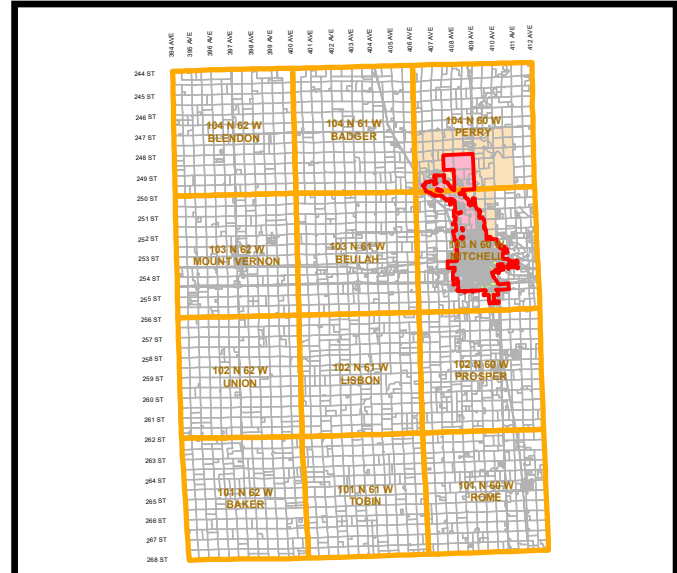 394 AVE
395 AVE
396 AVE
397 AVE
398 AVE
399 AVE
400 AVE
401 AVE
402 AVE
403 AVE
404 AVE
405 AVE
406 AVE
407 AVE
408 AVE
409 AVE
410 AVE
411 AVE
412 AVE
244 ST
245 ST
246 ST
247 ST
248 ST
249 ST
250 ST
251 ST
252 ST
253 ST
254 ST
255 ST
256 ST
257 ST
258 ST
259 ST
260 ST
261 ST
262 ST
263 ST
264 ST
265 ST
266 ST
267 ST
268 ST
104 N 62 W
BLENDON
104 N 61 W
BADGER
104 N 60 W
PERRY
103 N 62 W
MOUNT VERNON
103 N 61 W
BEULAH
103 N 60 W
MITCHELL
102 N 62 W
UNION
102 N 61 W
LISBON
102 N 60 W
PROSPER
101 N 62 W
BAKER
101 N 61 W
TOBIN
101 N 60 W
ROME